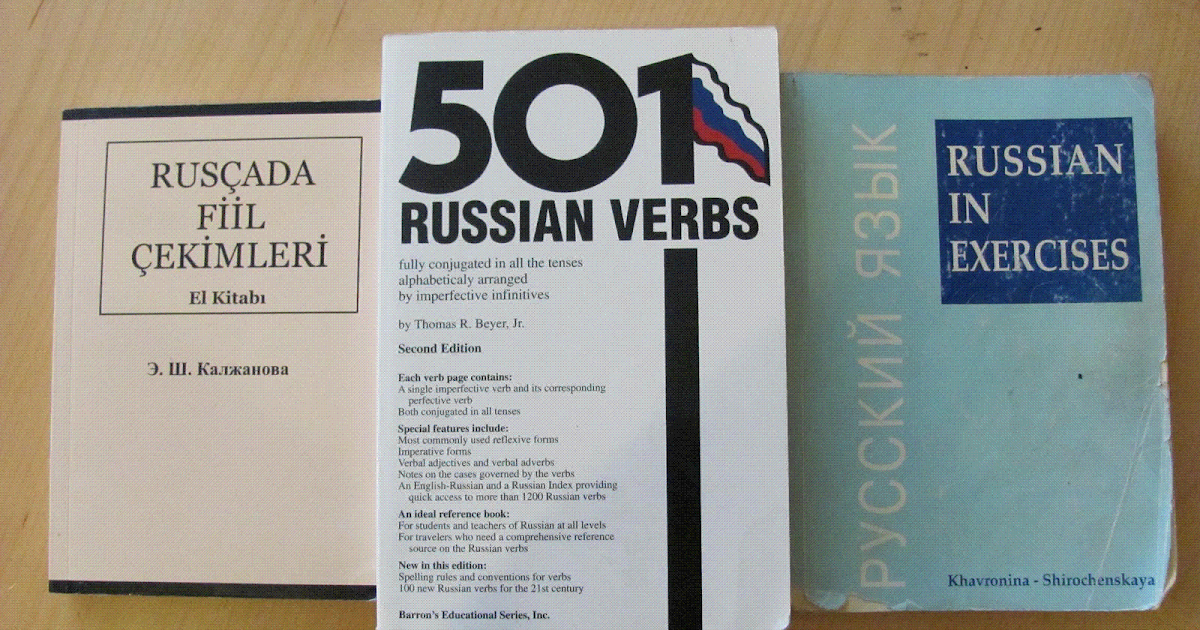 RUSÇADA
FİİL
ÇEKİMLERİ
El Kitabı
Э. Ш. Калжанова
501
RUSSIAN VERBS
fully conjugated in all the tenses
alphabeticaly arranged
by imperfective infinitives
by Thomas R. Beyer, Jr.
Second Edition
Each verb page contains:
A single imperfective verb and its corresponding
perfective verb
Both conjugated in all tenses
Special features include:
Most commonly used reflexive forms
Imperative forms
Verbal adjectives and verbal adverbs
Notes on the cases governed by the verbs
An English-Russian and a Russian Index providing
quick access to more than 1200 Russian verbs
An ideal reference book:
For students and teachers of Russian at all levels
For travelers who need a comprehensive reference
source on the Russian verbs
New in this edition:
Spelling rules and conventions for verbs
100 new Russian verbs for the 21st century
Barron's Educational Series, Inc.
РУССКИЙ ЯЗЫК
RUSSIAN
IN
EXERCISES
Khavronina - Shirochenskaya